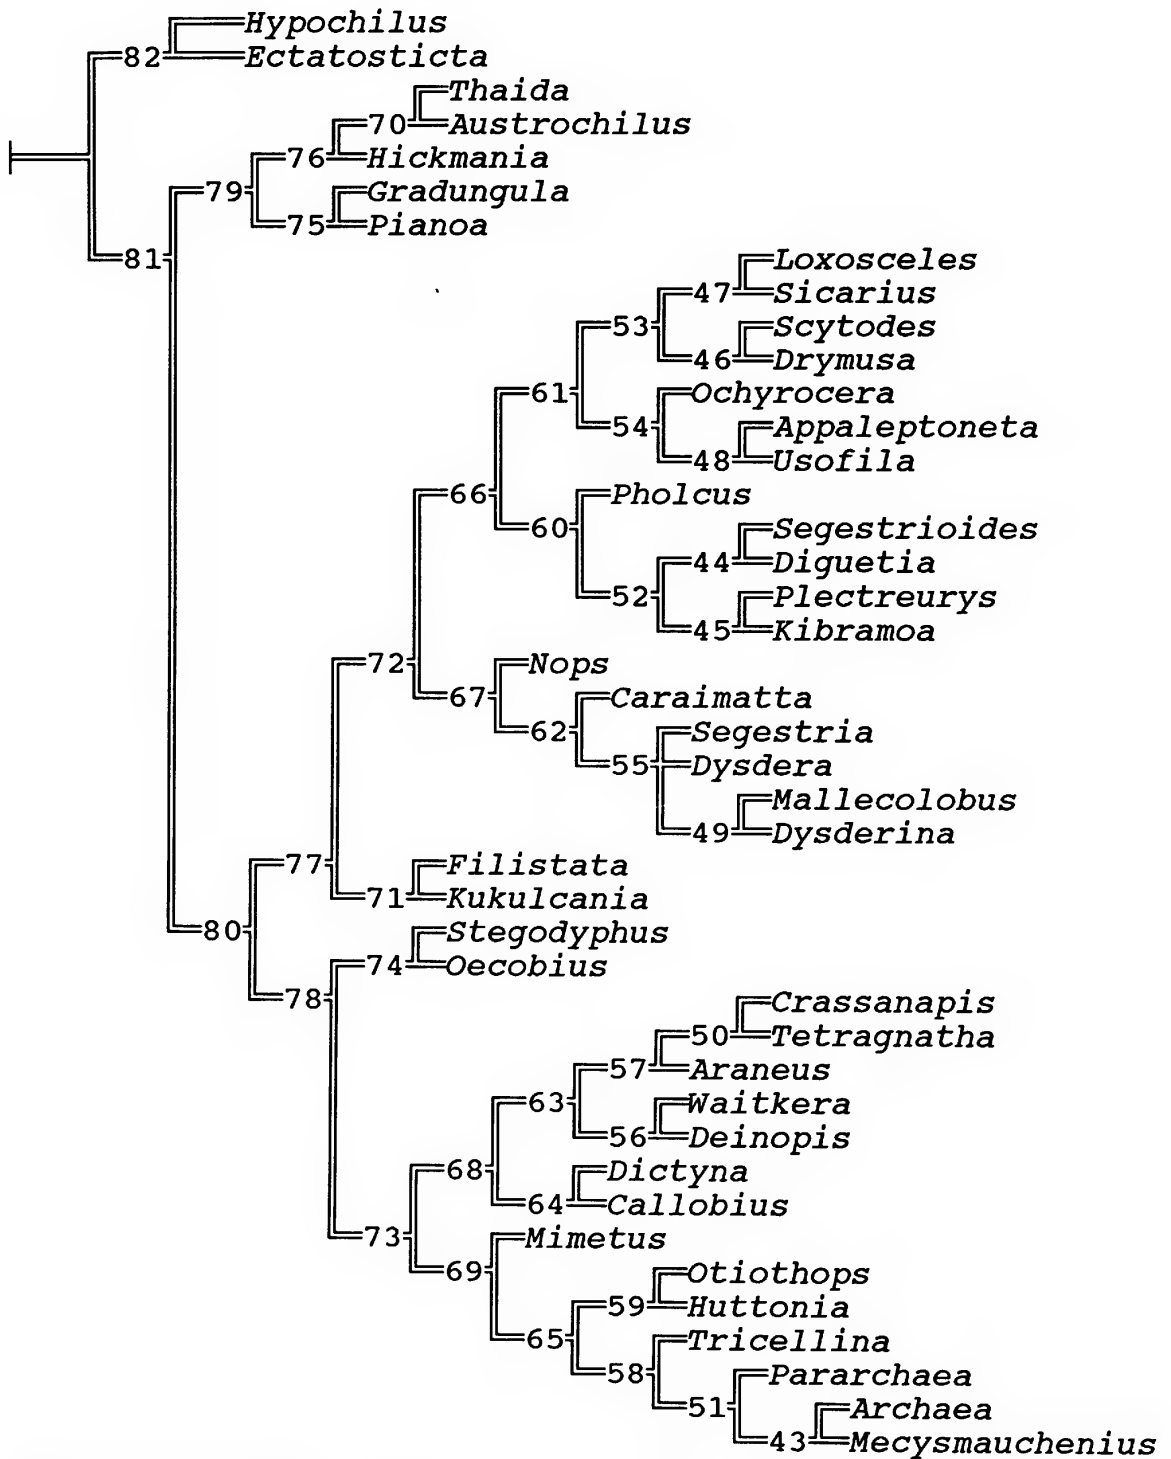 Hypochilus
82 Ectatosticta
Thaida
70 Austrochilus
76 Hickmania
79 Gradungula
75 Pianoa
81 Loxosceles
47 Sicarius
53 Scytodes
46 Drymusa
61 Ochyrocera
54 Appaleptoneta
48 Usofila
66 Pholcus
60 Segestrioides
44 Diguetia
52 Plectreurys
45 Kibramoa
72 Nops
67 Caraimatta
62 Segestria
55 Dysdera
Mallecolobus
49 Dysderina
77 Filistata
71 Kukulcania
80 Stegodyphus
74 Oecobius
78 Crassanapis
50 Tetragnatha
57 Araneus
63 Waitkera
56 Deinopis
68 Dictyna
64 Callobius
73 Mimetus
69 Otiothops
59 Huttonia
65 Tricellina
58 Pararchaea
51 Archaea
43 Mecysmauchenius